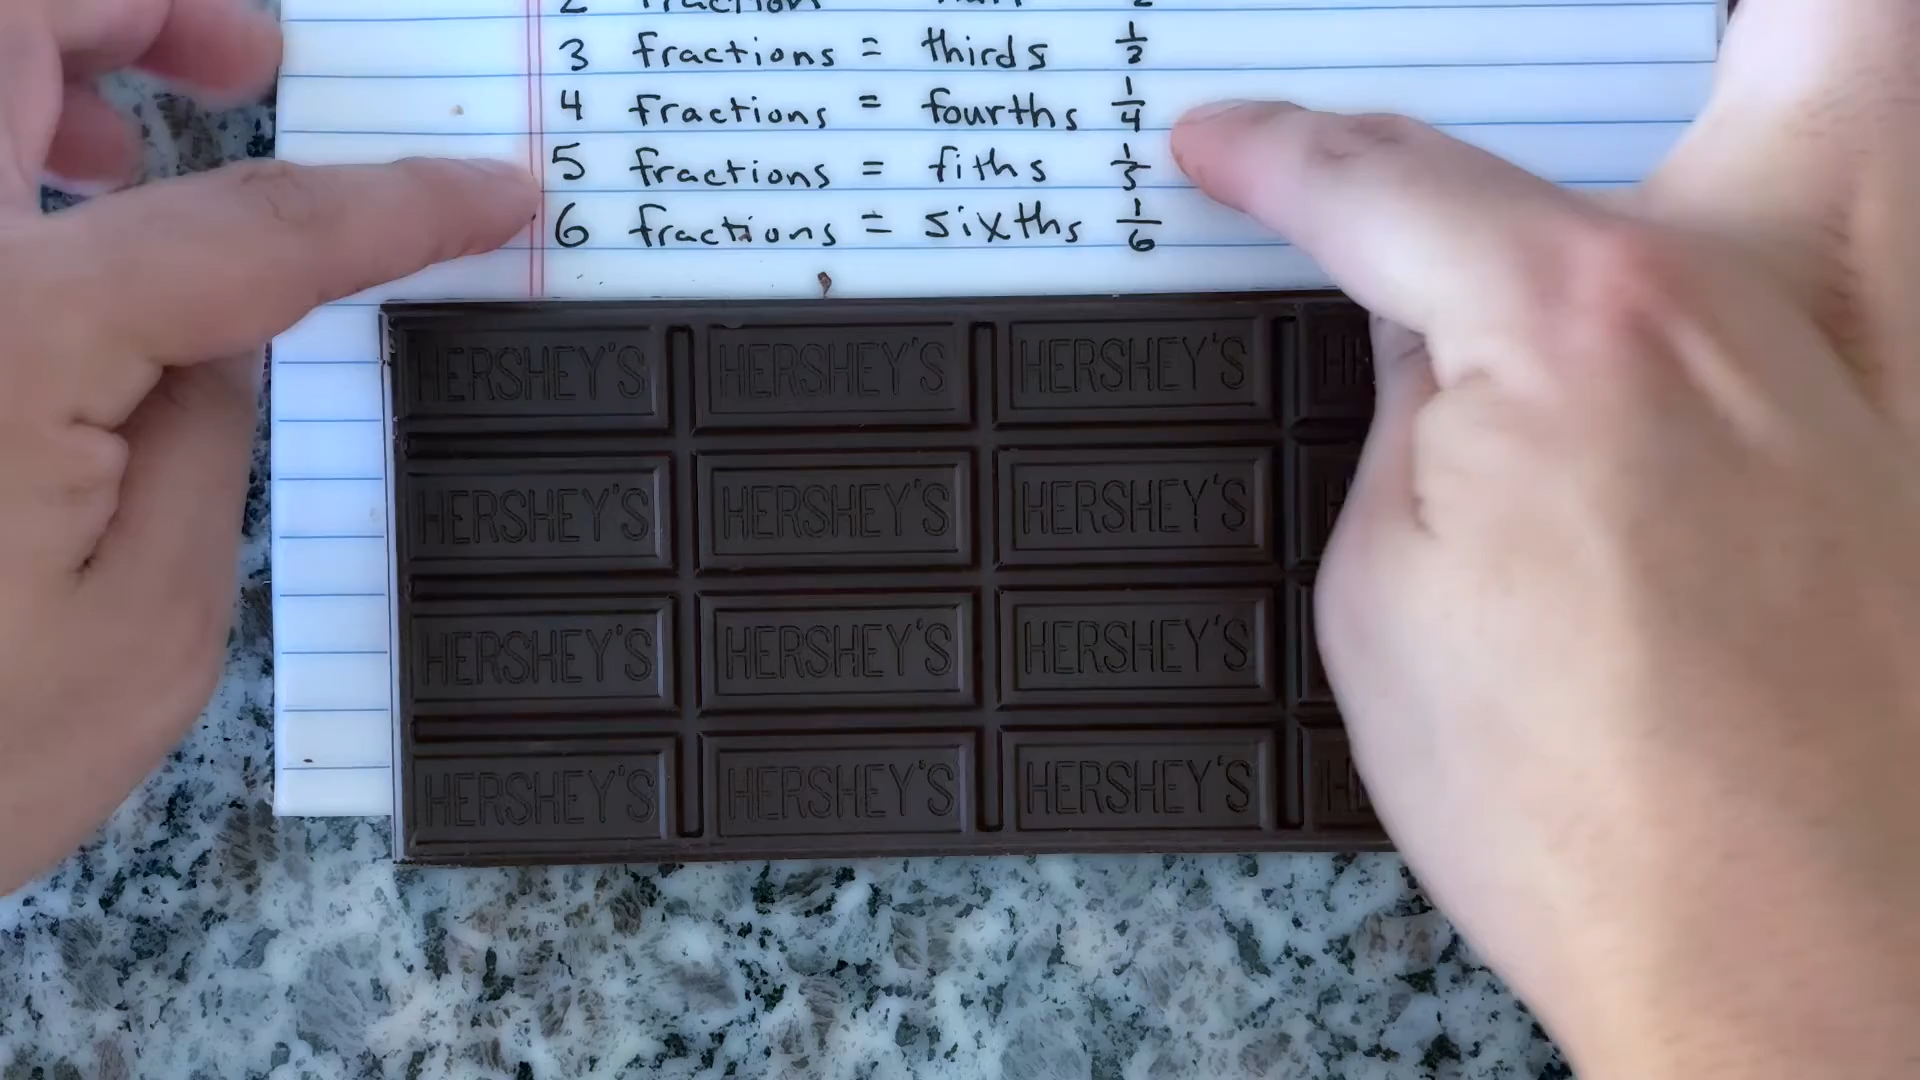 3 fractions = thirds 1/2
4 fractions = fourths 1/4
5 fractions = fiths 1/5
6 fractions = sixths 1/6
HERSHEY'S HERSHEY'S HERSHEY'S
HERSHEY'S HERSHEY'S HERSHEY'S
HERSHEY'S HERSHEY'S HERSHEY'S
HERSHEY'S HERSHEY'S HERSHEY'S